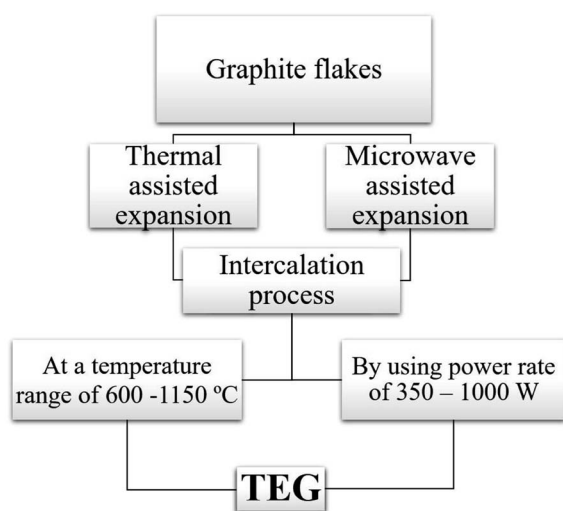 Graphite flakes
Thermal
assisted
expansion
Microwave
assisted
expansion
Intercalation
process
At a temperature
range of 600 -1150 ºC
By using power rate
of 350 – 1000 W
TEG